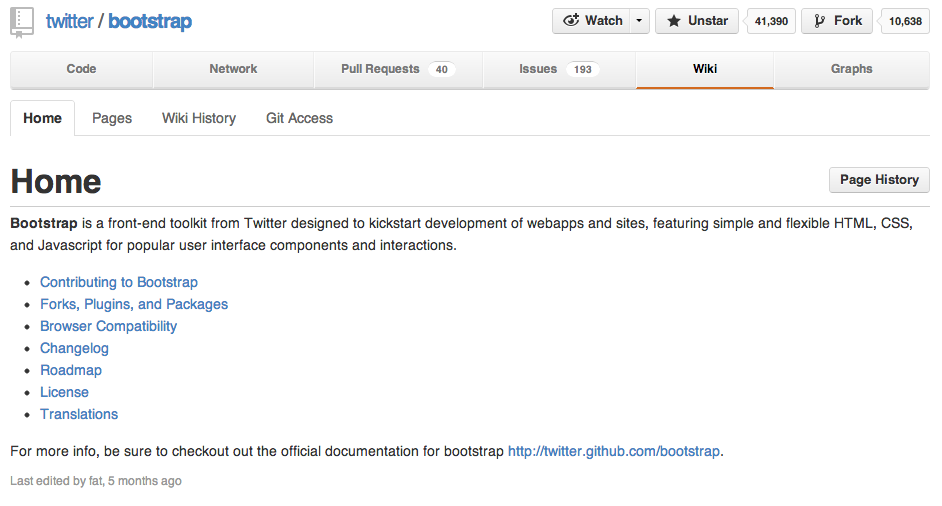 twitter / bootstrap Watch Unstar 41,390 Fork 10,638
Code Network Pull Requests 40 Issues 193 Wiki Graphs
Home Pages Wiki History Git Access
Home Page History
Bootstrap is a front-end toolkit from Twitter designed to kickstart development of webapps and sites, featuring simple and flexible HTML, CSS,
and Javascript for popular user interface components and interactions.
Contributing to Bootstrap
Forks, Plugins, and Packages
Browser Compatibility
Changelog
Roadmap
License
Translations
For more info, be sure to checkout out the official documentation for bootstrap http://twitter.github.com/bootstrap.
Last edited by fat, 5 months ago